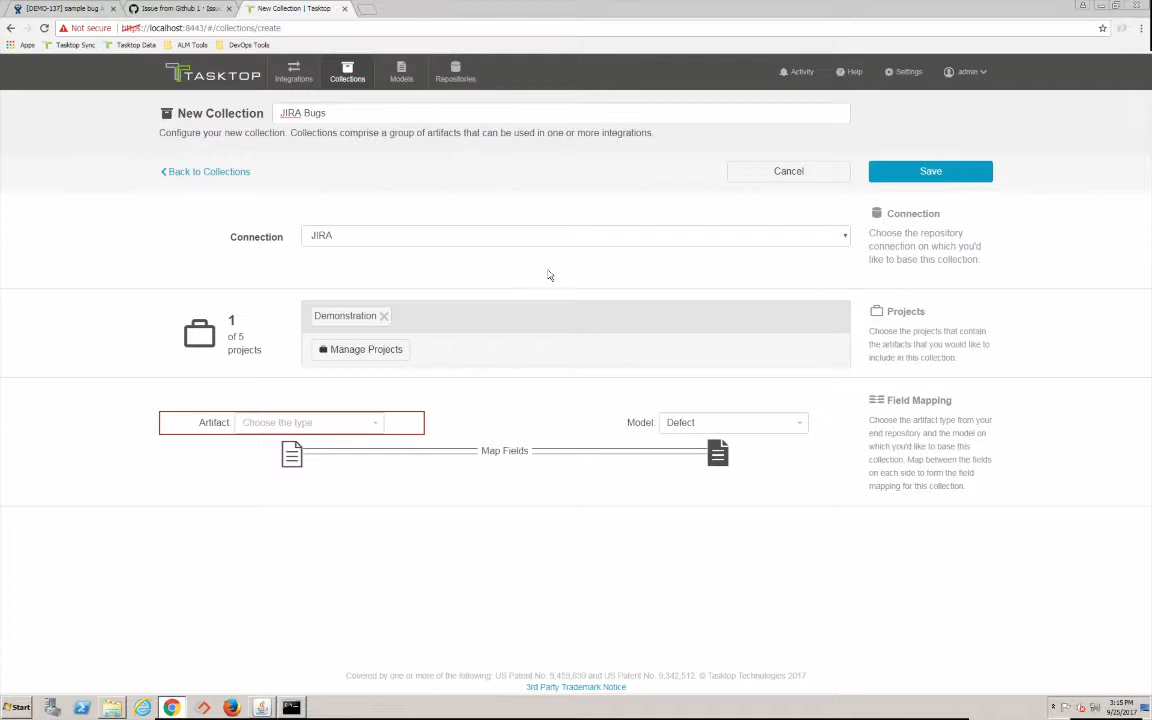 [DEMO-137] sample bug
Issue from Github 1 · Issu
New Collection | Tasktop
Not secure
https://localhost:8443/#/collections/create
Apps
Tasktop Sync
Tasktop Data
ALM Tools
DevOps Tools
TASKTOP
Integrations
Collections
Models
Repositories
Activity
Help
Settings
admin
New Collection
JIRA Bugs
Configure your new collection. Collections comprise a group of artifacts that can be used in one or more integrations.
Back to Collections
Cancel
Save
Connection
JIRA
Connection
Choose the repository
connection on which you'd
like to base this collection.
1
of 5
projects
Demonstration
Manage Projects
Projects
Choose the projects that contain
the artifacts that you would like to
include in this collection.
Artifact:
Choose the type
Model:
Defect
Map Fields
Field Mapping
Choose the artifact type from your
end repository and the model on
which you'd like to base this
collection. Map between the fields
on each side to form the field
mapping for this collection.
Covered by one or more of the following: US Patent No. 9,459,839 and US Patent No. 9,342,512. © Tasktop Technologies 2017
3rd Party Trademark Notice
Start
3:15 PM
9/25/2017